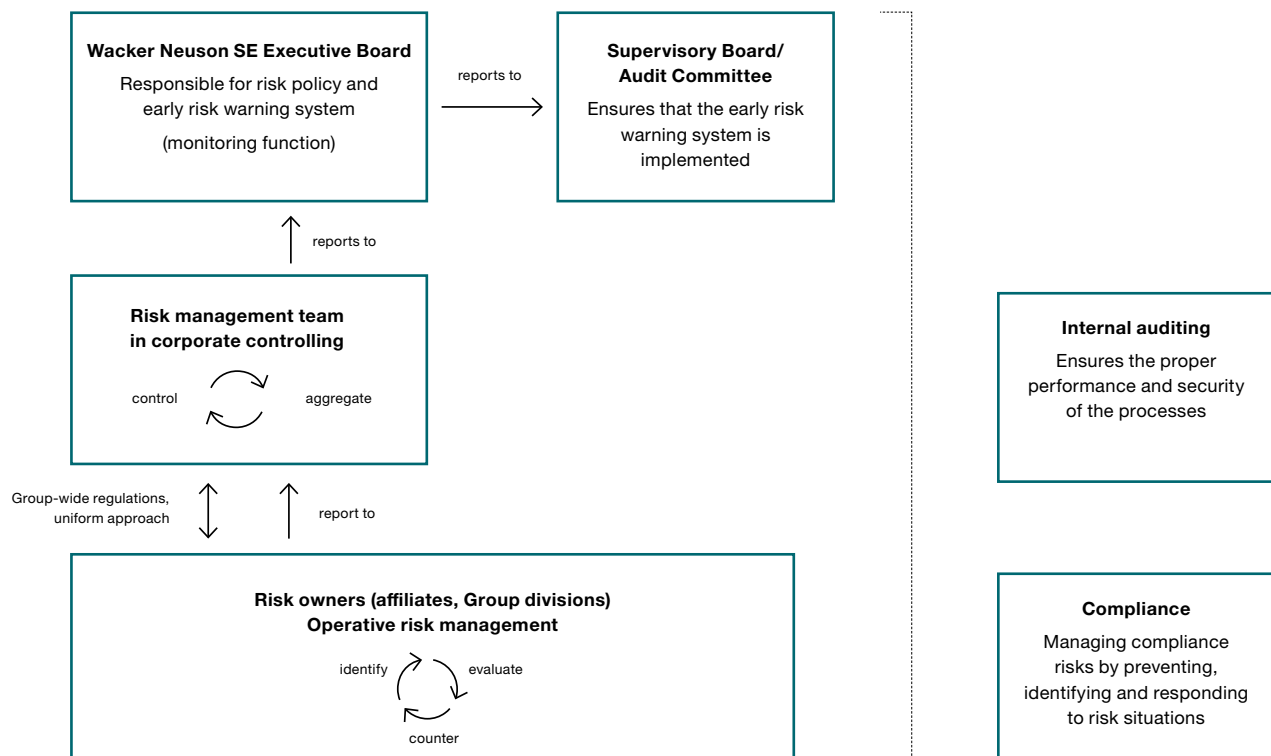 Wacker Neuson SE Executive Board
Responsible for risk policy and
early risk warning system
(monitoring function)
reports to
Supervisory Board/
Audit Committee
Ensures that the early risk
warning system is
implemented
reports to
Risk management team
in corporate controlling
control
aggregate
Internal auditing
Ensures the proper
performance and security
of the processes
Group-wide regulations,
uniform approach
report to
Risk owners (affiliates, Group divisions)
Operative risk management
identify
evaluate
counter
Compliance
Managing compliance
risks by preventing,
identifying and responding
to risk situations